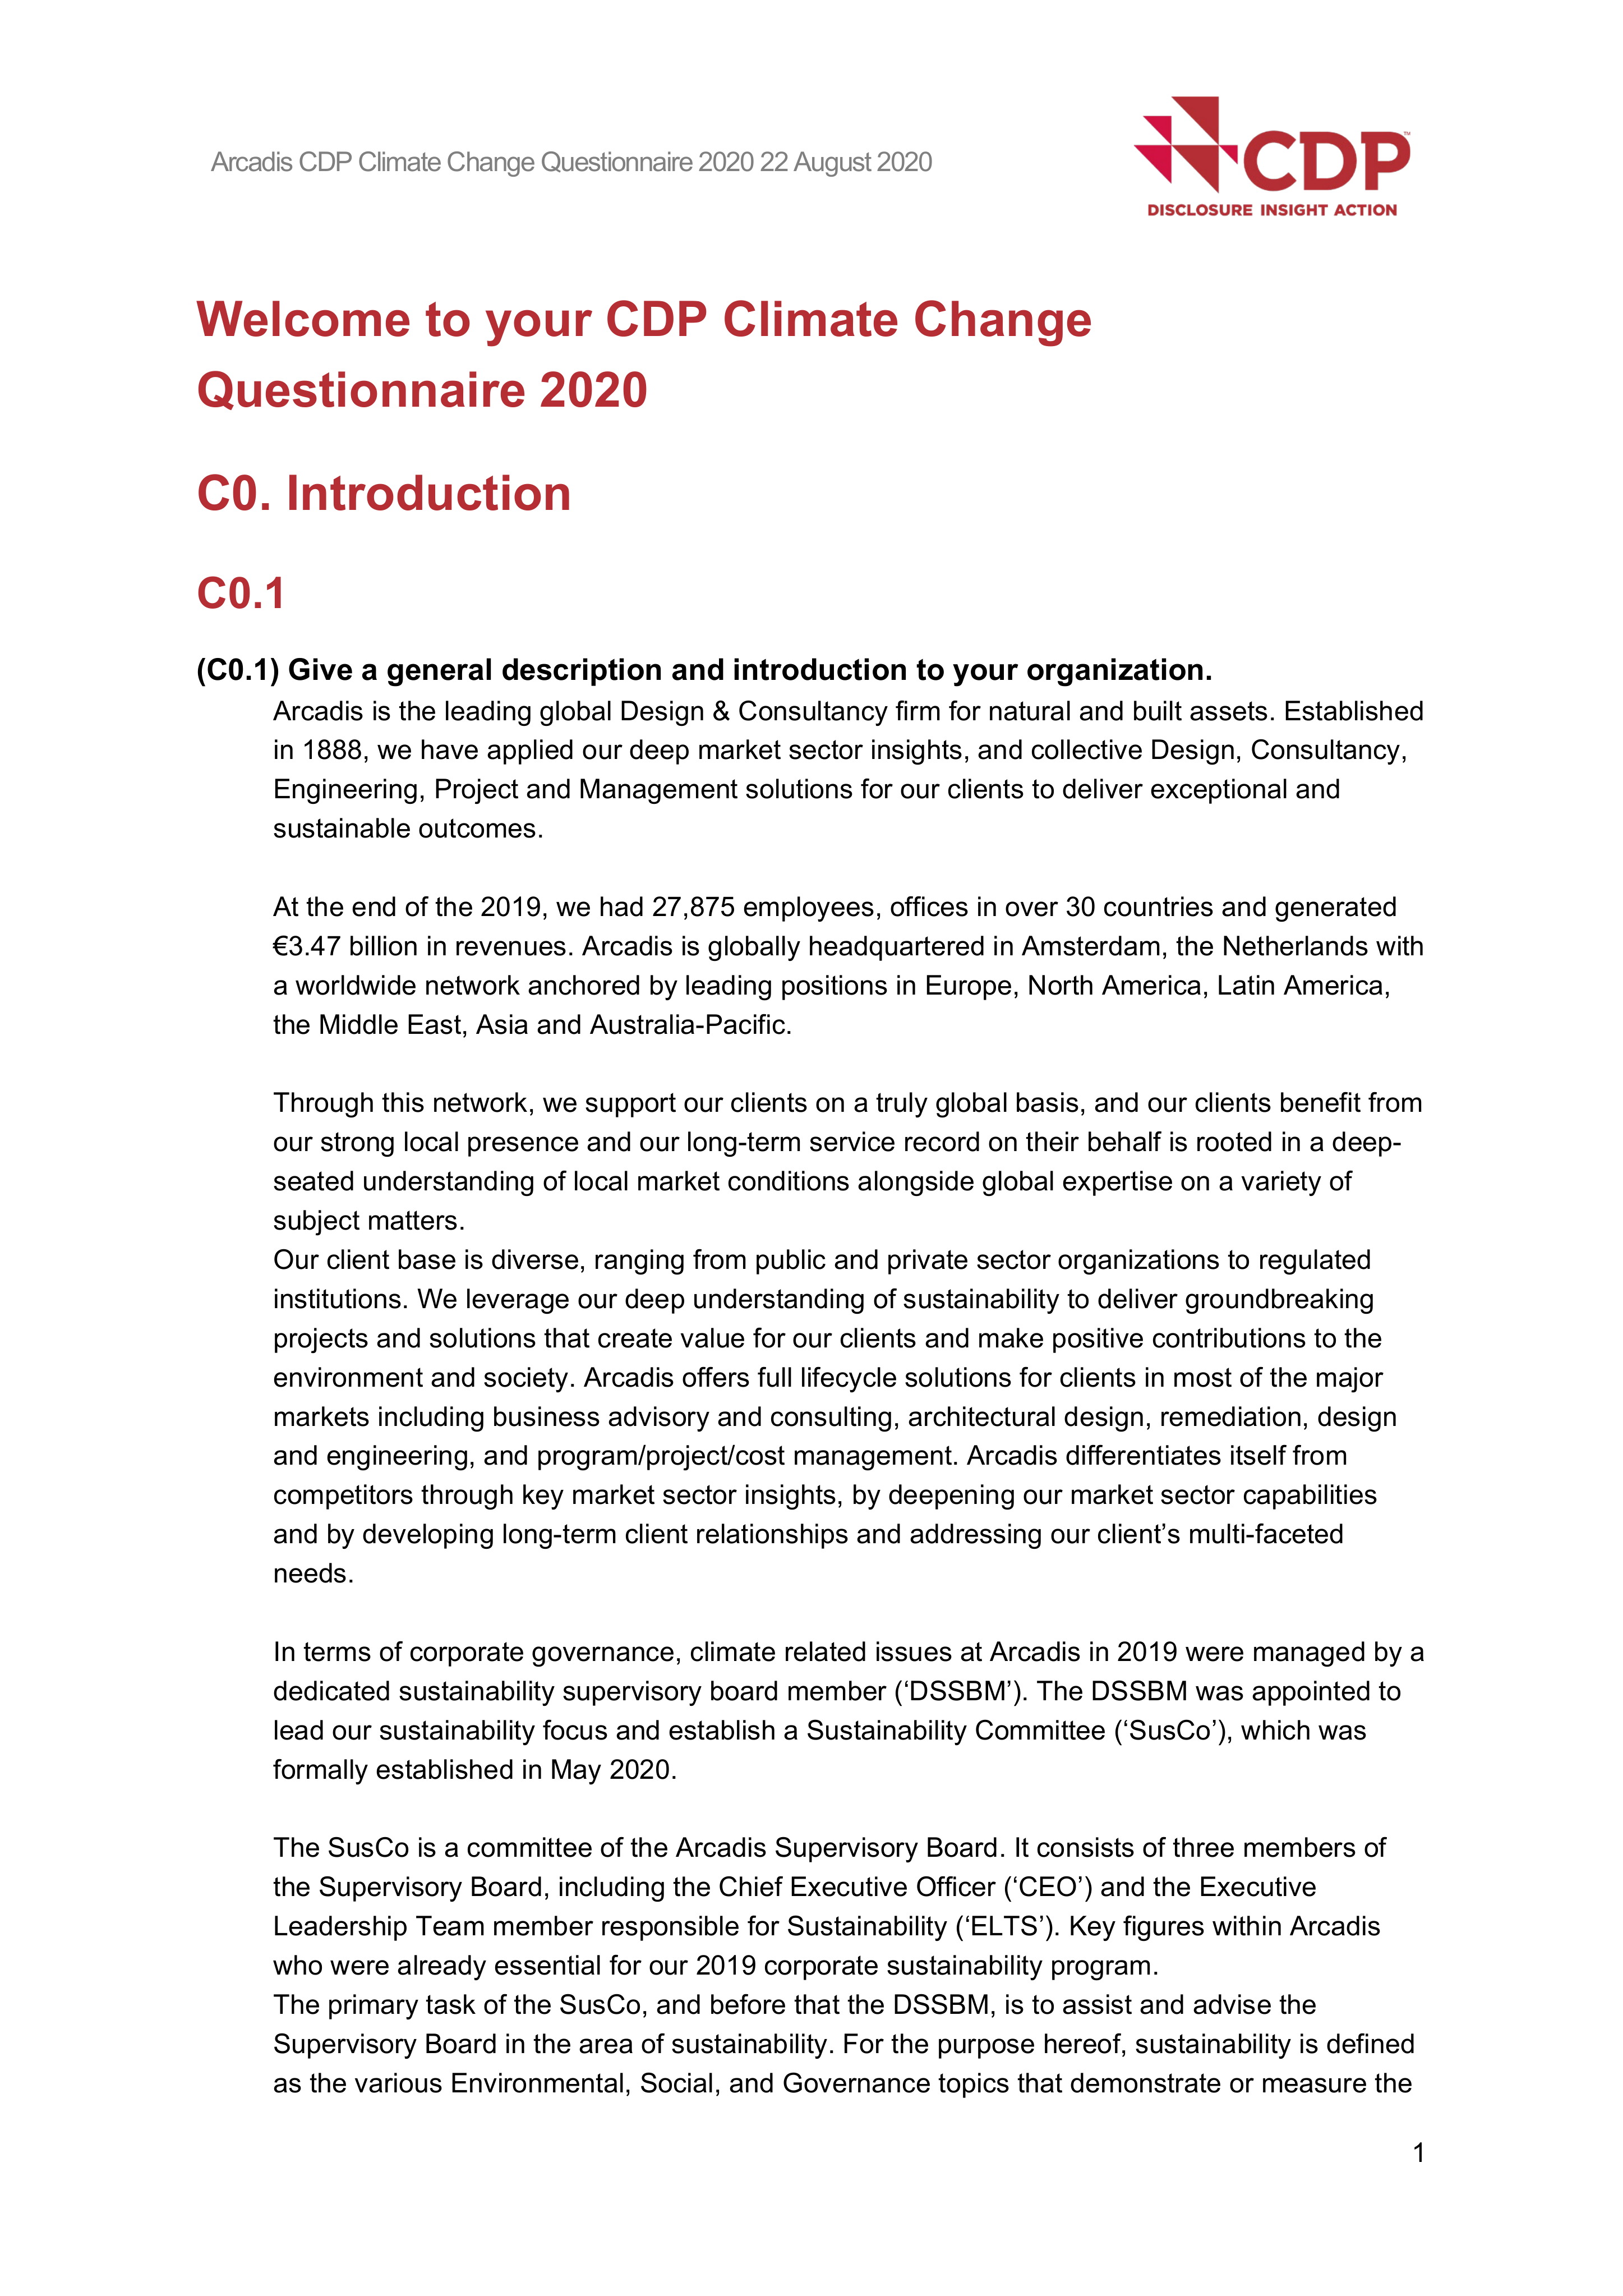 Arcadis CDP Climate Change Questionnaire 2020 22 August 2020
CDP™
DISCLOSURE INSIGHT ACTION
Welcome to your CDP Climate Change
Questionnaire 2020
C0. Introduction
C0.1
(C0.1) Give a general description and introduction to your organization.
Arcadis is the leading global Design & Consultancy firm for natural and built assets. Established
in 1888, we have applied our deep market sector insights, and collective Design, Consultancy,
Engineering, Project and Management solutions for our clients to deliver exceptional and
sustainable outcomes.
At the end of the 2019, we had 27,875 employees, offices in over 30 countries and generated
€3.47 billion in revenues. Arcadis is globally headquartered in Amsterdam, the Netherlands with
a worldwide network anchored by leading positions in Europe, North America, Latin America,
the Middle East, Asia and Australia-Pacific.
Through this network, we support our clients on a truly global basis, and our clients benefit from
our strong local presence and our long-term service record on their behalf is rooted in a deep-
seated understanding of local market conditions alongside global expertise on a variety of
subject matters.
Our client base is diverse, ranging from public and private sector organizations to regulated
institutions. We leverage our deep understanding of sustainability to deliver groundbreaking
projects and solutions that create value for our clients and make positive contributions to the
environment and society. Arcadis offers full lifecycle solutions for clients in most of the major
markets including business advisory and consulting, architectural design, remediation, design
and engineering, and program/project/cost management. Arcadis differentiates itself from
competitors through key market sector insights, by deepening our market sector capabilities
and by developing long-term client relationships and addressing our client’s multi-faceted
needs.
In terms of corporate governance, climate related issues at Arcadis in 2019 were managed by a
dedicated sustainability supervisory board member (‘DSSBM’). The DSSBM was appointed to
lead our sustainability focus and establish a Sustainability Committee (‘SusCo’), which was
formally established in May 2020.
The SusCo is a committee of the Arcadis Supervisory Board. It consists of three members of
the Supervisory Board, including the Chief Executive Officer (‘CEO’) and the Executive
Leadership Team member responsible for Sustainability (‘ELTS’). Key figures within Arcadis
who were already essential for our 2019 corporate sustainability program.
The primary task of the SusCo, and before that the DSSBM, is to assist and advise the
Supervisory Board in the area of sustainability. For the purpose hereof, sustainability is defined
as the various Environmental, Social, and Governance topics that demonstrate or measure the
1